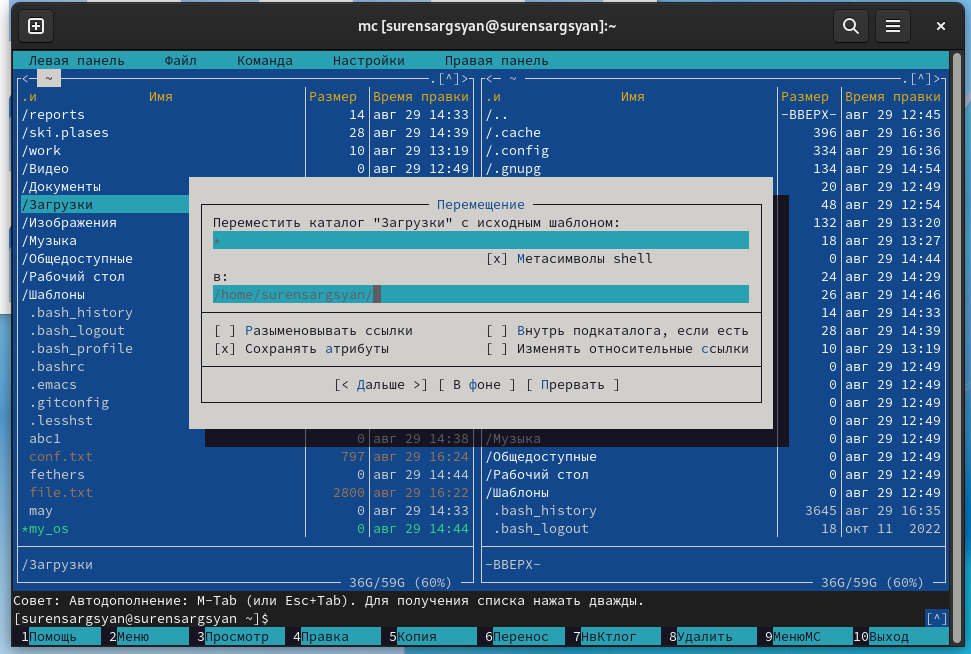 mc [surensargsyan@surensargsyan]:~
Левая панель Файл Команда Настройки Правая панель
<— ~ .[^]> <— ~ .[^]>
.и Имя Размер Время правки .и Имя Размер Время правки
/reports 14 авг 29 14:33 /.. -ВВЕРХ- авг 29 12:45
/ski.plases 28 авг 29 14:39 /.cache 396 авг 29 16:36
/work 10 авг 29 13:19 /.config 334 авг 29 16:36
/Видео 0 авг 29 12:49 /.gnupg 134 авг 29 14:54
/Документы 20 авг 29 12:49
/Загрузки Перемещение 48 авг 29 12:54
/Изображения Переместить каталог "Загрузки" с исходным шаблоном: 132 авг 29 13:20
/Музыка * 18 авг 29 13:27
/Общедоступные [x] Метасимволы shell 0 авг 29 14:44
/Рабочий стол в: 24 авг 29 14:29
/Шаблоны /home/surensargsyan/ 26 авг 29 14:46
.bash_history 14 авг 29 14:33
.bash_logout [ ] Разыменовывать ссылки [ ] Внутрь подкаталога, если есть 28 авг 29 14:39
.bash_profile [x] Сохранять атрибуты [ ] Изменять относительные ссылки 10 авг 29 13:19
.bashrc 0 авг 29 12:49
.emacs [< Дальше >] [ В фоне ] [ Прервать ] 0 авг 29 12:49
.gitconfig 0 авг 29 12:49
.lesshst 0 авг 29 12:49
abc1 0 авг 29 14:38 /Музыка 0 авг 29 12:49
conf.txt 797 авг 29 16:24 /Общедоступные 0 авг 29 12:49
fethers 0 авг 29 14:44 /Рабочий стол 0 авг 29 12:49
file.txt 2800 авг 29 16:22 /Шаблоны 0 авг 29 12:49
may 0 авг 29 14:33 .bash_history 3645 авг 29 16:35
*my_os 0 авг 29 14:44 .bash_logout 18 окт 11 2022
/Загрузки -ВВЕРХ-
36G/59G (60%) 36G/59G (60%)
Совет: Автодополнение: M-Tab (или Esc+Tab). Для получения списка нажать дважды.
[surensargsyan@surensargsyan ~]$ [^]
1Помощь 2Меню 3Просмотр 4Правка 5Копия 6Перенос 7НвКтлог 8Удалить 9МенюМС 10Выход